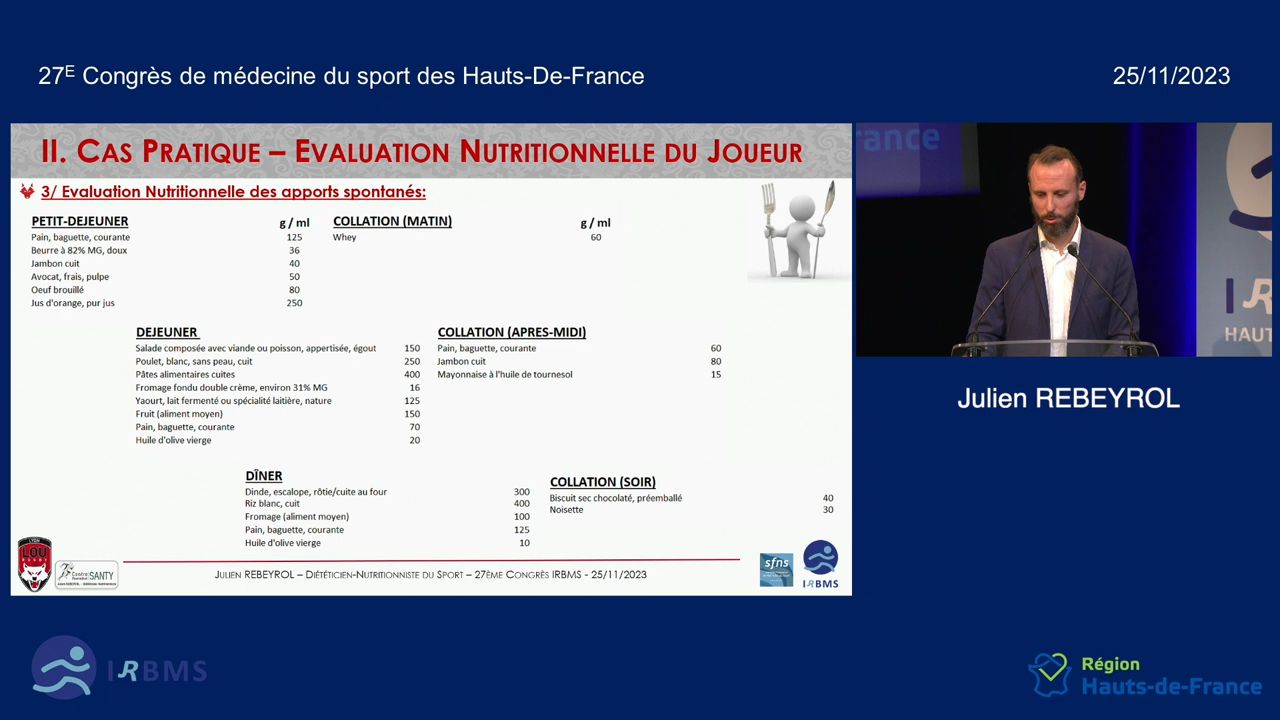 27E Congrès de médecine du sport des Hauts-De-France
25/11/2023
II. CAS PRATIQUE – EVALUATION NUTRITIONNELLE DU JOUEUR
3/ Evaluation Nutritionnelle des apports spontanés:
PETIT-DEJEUNER g / ml
Pain, baguette, courante 125
Beurre à 82% MG, doux 36
Jambon cuit 40
Avocat, frais, pulpe 50
Oeuf brouillé 80
Jus d'orange, pur jus 250
COLLATION (MATIN) g / ml
Whey 60
DEJEUNER
Salade composée avec viande ou poisson, appertisée, égout 150
Poulet, blanc, sans peau, cuit 250
Pâtes alimentaires cuites 400
Fromage fondu double crème, environ 31% MG 16
Yaourt, lait fermenté ou spécialité laitière, nature 125
Fruit (aliment moyen) 150
Pain, baguette, courante 70
Huile d'olive vierge 20
COLLATION (APRES-MIDI)
Pain, baguette, courante 60
Jambon cuit 80
Mayonnaise à l'huile de tournesol 15
DÎNER
Dinde, escalope, rôtie/cuite au four 300
Riz blanc, cuit 400
Fromage (aliment moyen) 100
Pain, baguette, courante 125
Huile d'olive vierge 10
COLLATION (SOIR)
Biscuit sec chocolaté, préemballé 40
Noisette 30
LYON
LOU
RUGBY
SANTY
JULIEN REBEYROL – DIÉTÉTICIEN-NUTRITIONNISTE DU SPORT – 27ÈME CONGRÈS IRBMS - 25/11/2023
sfns
IRBMS
rance
I R
HAUT
Julien REBEYROL
IRBMS
Région
Hauts-de-France